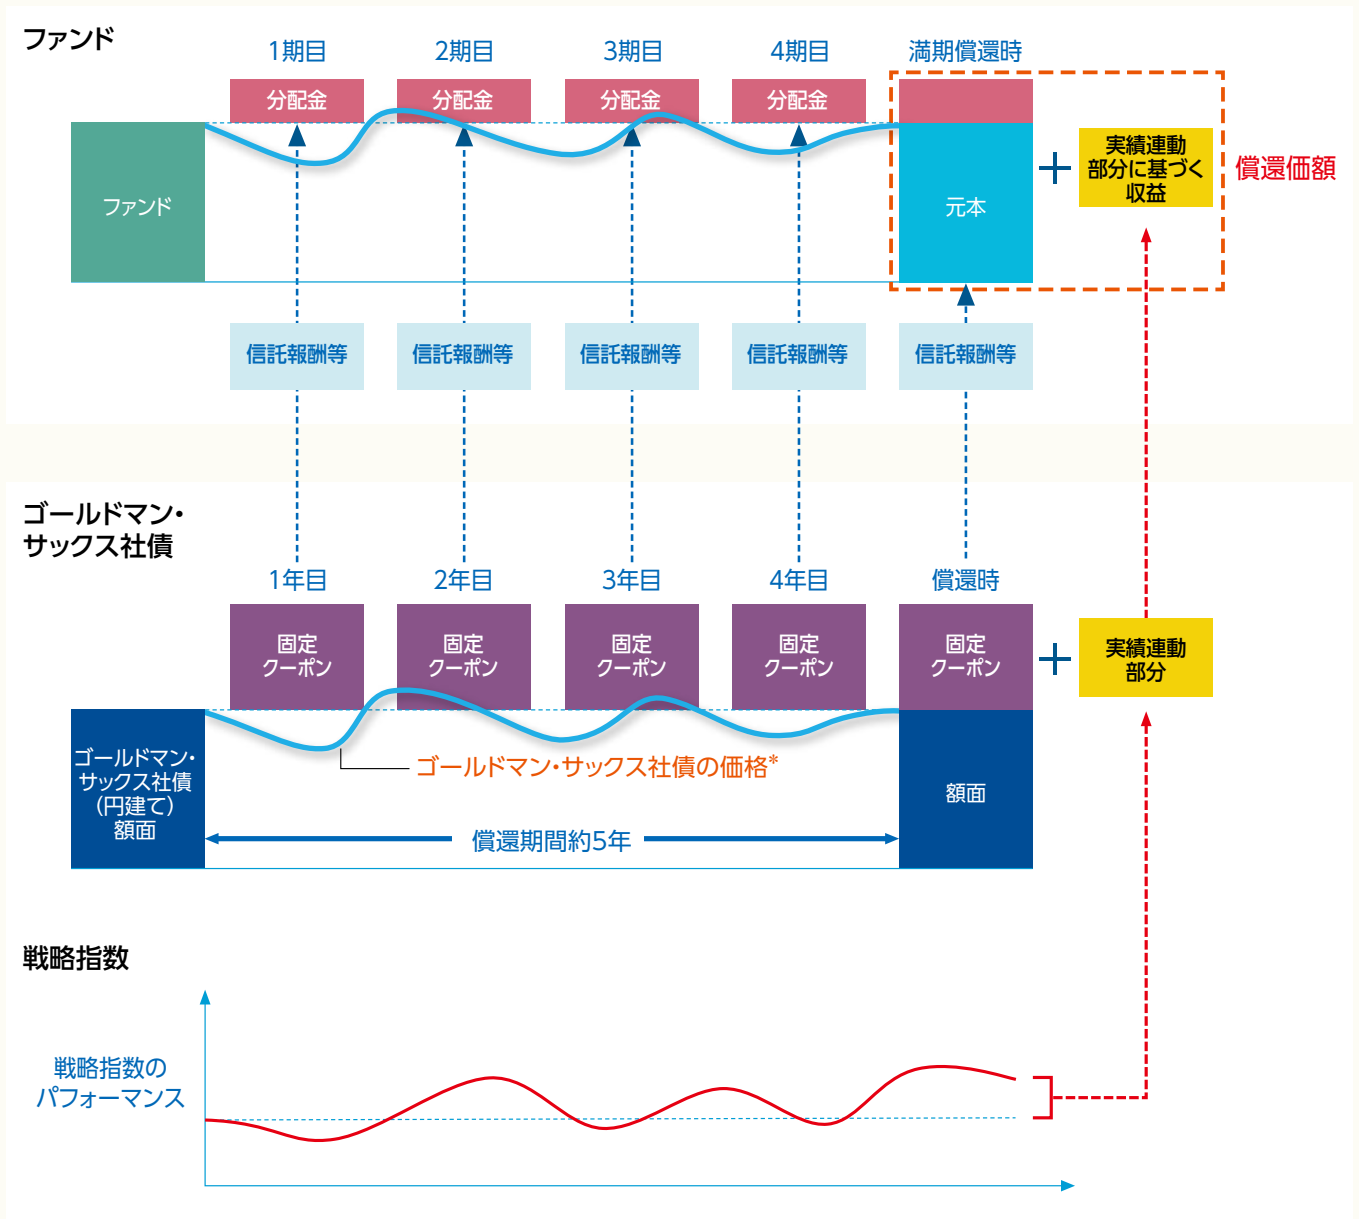 ファンド
1期目
2期目
3期目
4期目
満期償還時
分配金
分配金
分配金
分配金
ファンド
元本
実績連動
部分に基づく
収益
償還価額
信託報酬等
信託報酬等
信託報酬等
信託報酬等
信託報酬等
ゴールドマン・
サックス社債
1年目
2年目
3年目
4年目
償還時
固定
クーポン
固定
クーポン
固定
クーポン
固定
クーポン
固定
クーポン
実績連動
部分
ゴールドマン・
サックス社債
（円建て）
額面
ゴールドマン・サックス社債の価格*
額面
償還期間約5年
戦略指数
戦略指数の
パフォーマンス